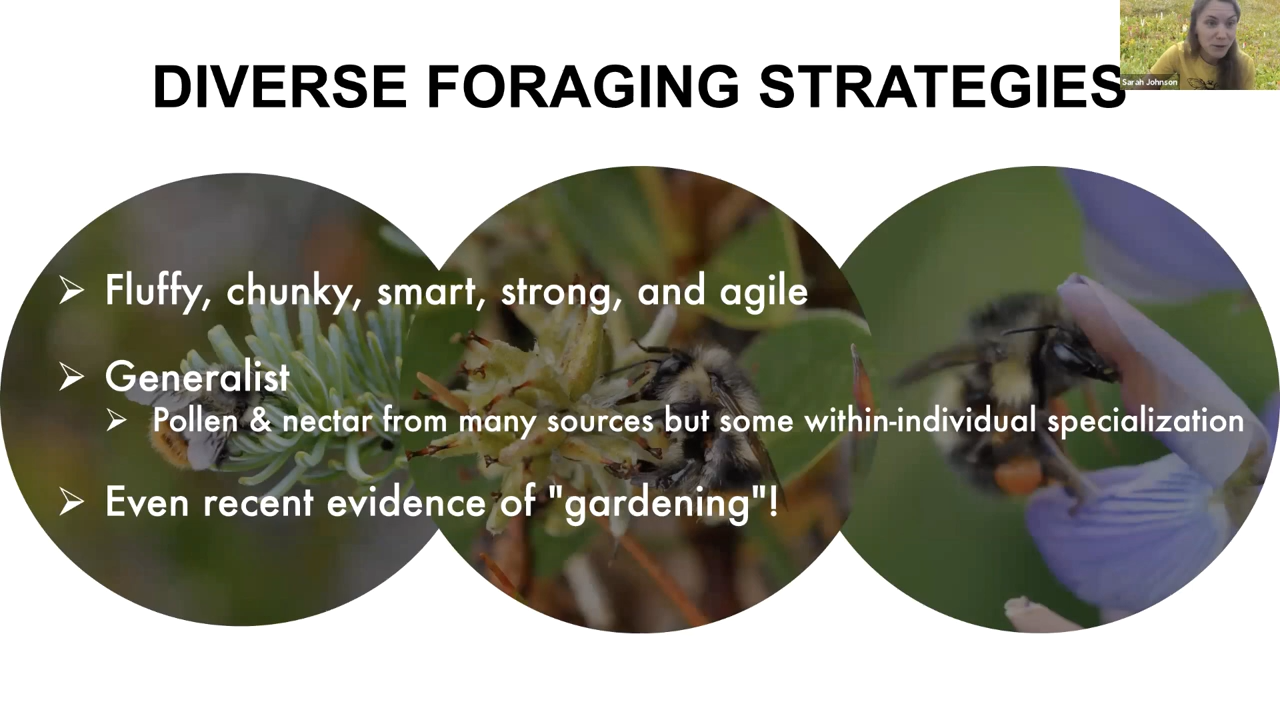 DIVERSE FORAGING STRATEGIES
Sarah Johnson
➢ Fluffy, chunky, smart, strong, and agile
➢ Generalist
➢ Pollen & nectar from many sources but some within-individual specialization
➢ Even recent evidence of "gardening"!